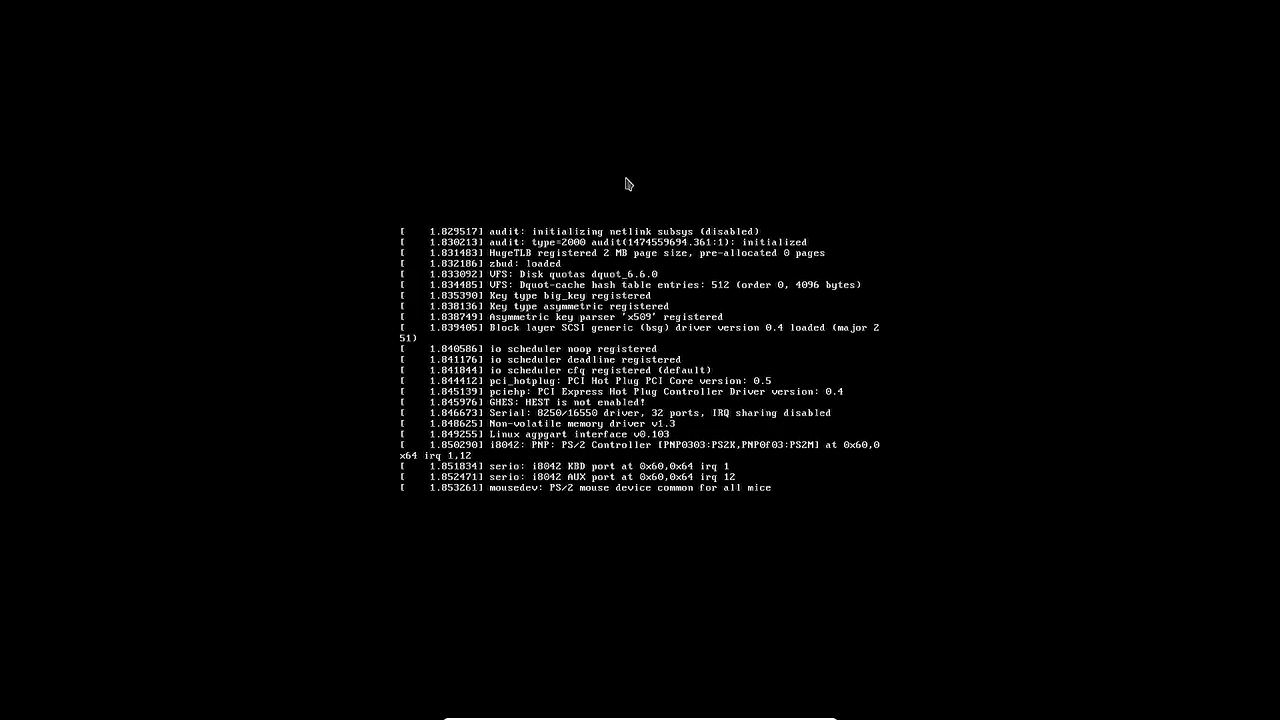 [    1.829517] audit: initializing netlink subsys (disabled)
[    1.830213] audit: type=2000 audit(1474559694.361:1): initialized
[    1.831483] HugeTLB registered 2 MB page size, pre-allocated 0 pages
[    1.832186] zbud: loaded
[    1.833092] VFS: Disk quotas dquot_6.6.0
[    1.834485] VFS: Dquot-cache hash table entries: 512 (order 0, 4096 bytes)
[    1.835390] Key type big_key registered
[    1.838136] Key type asymmetric registered
[    1.838749] Asymmetric key parser 'x509' registered
[    1.839405] Block layer SCSI generic (bsg) driver version 0.4 loaded (major 2
51)
[    1.840586] io scheduler noop registered
[    1.841176] io scheduler deadline registered
[    1.841844] io scheduler cfq registered (default)
[    1.844412] pci_hotplug: PCI Hot Plug PCI Core version: 0.5
[    1.845139] pciehp: PCI Express Hot Plug Controller Driver version: 0.4
[    1.845976] GHES: HEST is not enabled!
[    1.846673] Serial: 8250/16550 driver, 32 ports, IRQ sharing disabled
[    1.848625] Non-volatile memory driver v1.3
[    1.849255] Linux agpgart interface v0.103
[    1.850290] i8042: PNP: PS/2 Controller [PNP0303:PS2K,PNP0f03:PS2M] at 0x60,0
x64 irq 1,12
[    1.851834] serio: i8042 KBD port at 0x60,0x64 irq 1
[    1.852471] serio: i8042 AUX port at 0x60,0x64 irq 12
[    1.853261] mousedev: PS/2 mouse device common for all mice